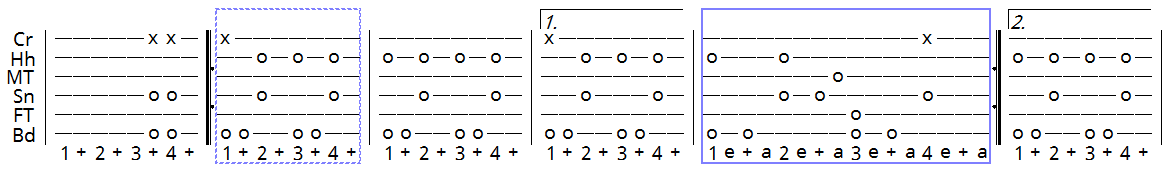 1. 2.
Cr x x x x x
Hh o o o o o o o o o o o o o o o o
MT o
Sn o o o o o o o o o o o o o
FT o
Bd o o o o o o o o o o o o o o o o o o o o o o
1 + 2 + 3 + 4 + 1 + 2 + 3 + 4 + 1 + 2 + 3 + 4 + 1 + 2 + 3 + 4 + 1 e + a 2 e + a 3 e + a 4 e + a 1 + 2 + 3 + 4 +